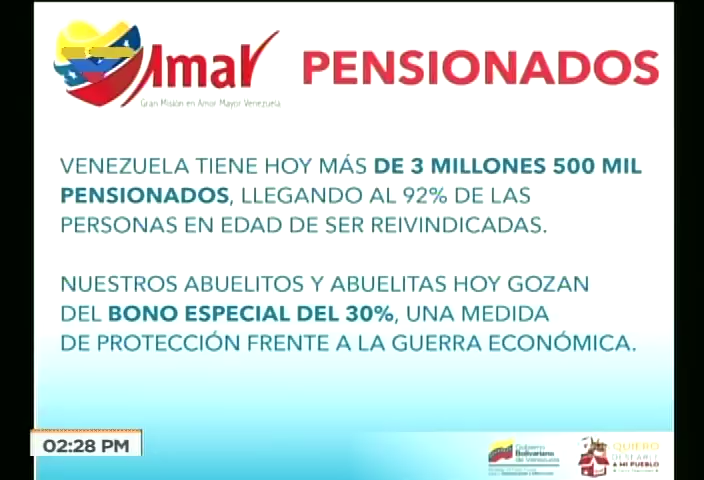 Amar PENSIONADOS
Gran Misión en Amor Mayor Venezuela
VENEZUELA TIENE HOY MÁS DE 3 MILLONES 500 MIL
PENSIONADOS, LLEGANDO AL 92% DE LAS
PERSONAS EN EDAD DE SER REIVINDICADAS.
NUESTROS ABUELITOS Y ABUELITAS HOY GOZAN
DEL BONO ESPECIAL DEL 30%, UNA MEDIDA
DE PROTECCIÓN FRENTE A LA GUERRA ECONÓMICA.
02:28 PM
Gobierno
Bolivariano
de Venezuela
QUIERO
A MI PUEBLO